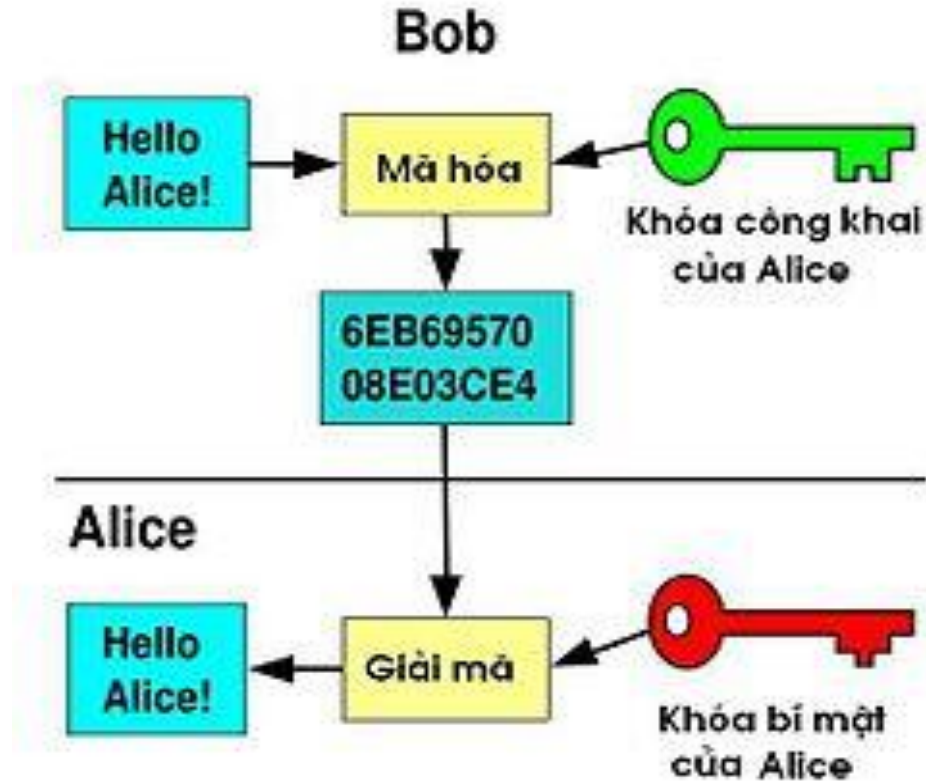 Bob
Hello
Alice!
Mã hóa
Khóa công khai
của Alice
6EB69570
08E03CE4
Alice
Hello
Alice!
Giải mã
Khóa bí mật
của Alice